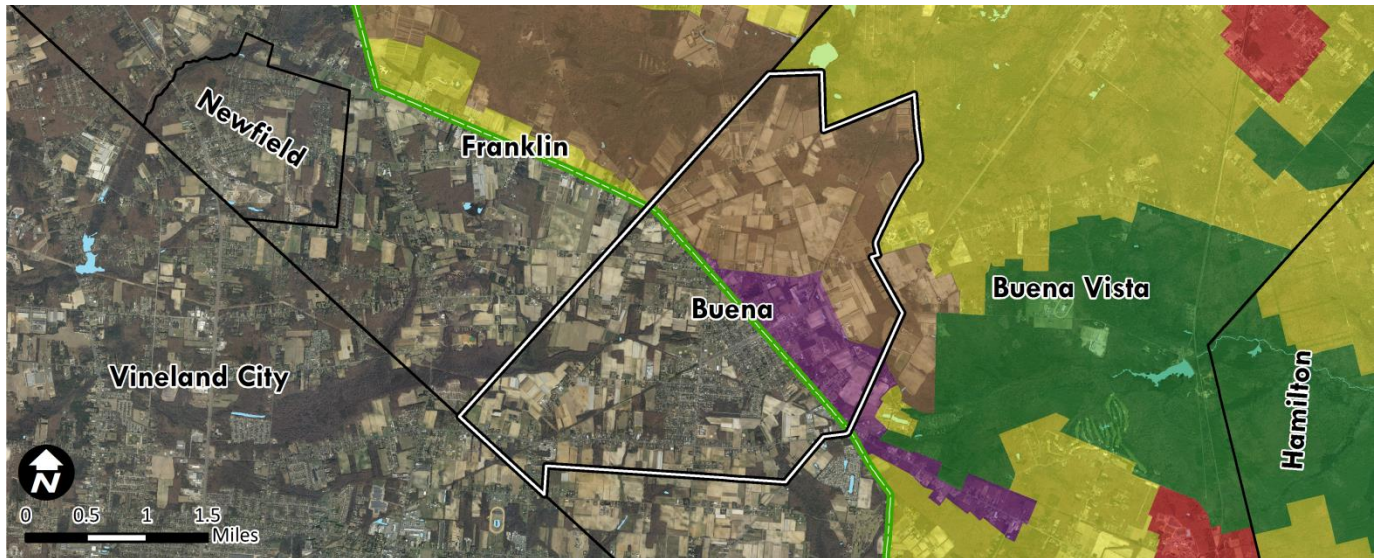 Newfield
Franklin
Buena
Buena Vista
Vineland City
Hamilton
N
0 0.5 1 1.5
Miles